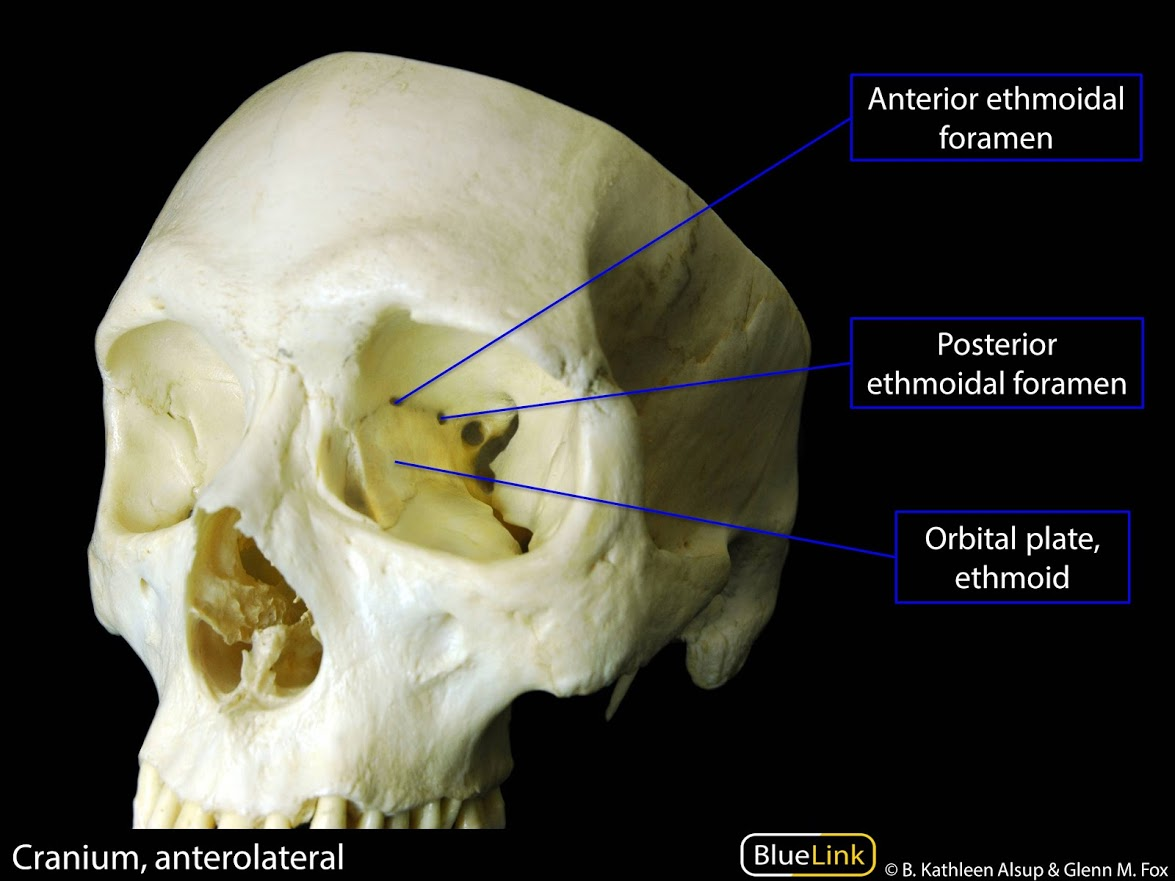 Anterior ethmoidal
foramen
Posterior
ethmoidal foramen
Orbital plate,
ethmoid
Cranium, anterolateral
BlueLink
© B. Kathleen Alsup & Glenn M. Fox